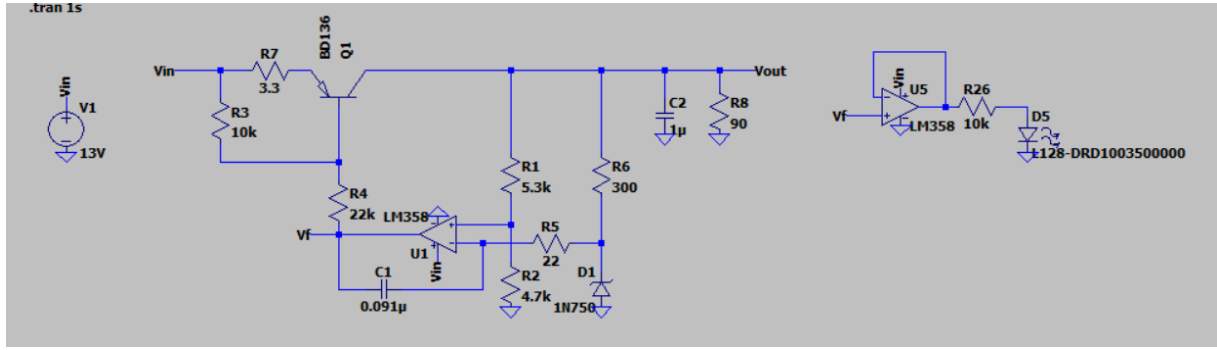 .tran 1s
BD136
Q1
R7
3.3
Vin
Vout
R3
10k
Vin
V1
13V
C2
1µ
R8
90
R1
5.3k
R6
300
R4
22k
LM358
Vf
U1
Vin
R5
22
C1
0.091µ
R2
4.7k
D1
1N750
Vin
U5
R26
10k
Vf
LM358
D5
L128-DRD1003500000